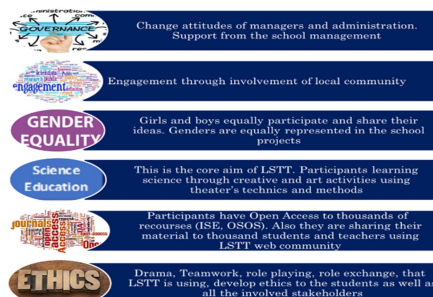 GOVERNANCE
Change attitudes of managers and administration.
Support from the school management
engagement
Engagement through involvement of local community
GENDER
EQUALITY
Girls and boys equally participate and share their
ideas. Genders are equally represented in the school
projects
Science
Education
This is the core aim of LSTT. Participants learning
science through creative and art activities using
theater's technics and methods
journals
access
Participants have Open Access to thousands of
recourses (ISE, OSOS). Also they are sharing their
material to thousand students and teachers using
LSTT web community
ETHICS
Drama, Teamwork, role playing, role exchange, that
LSTT is using, develop ethics to the students as well as
all the involved stakeholders